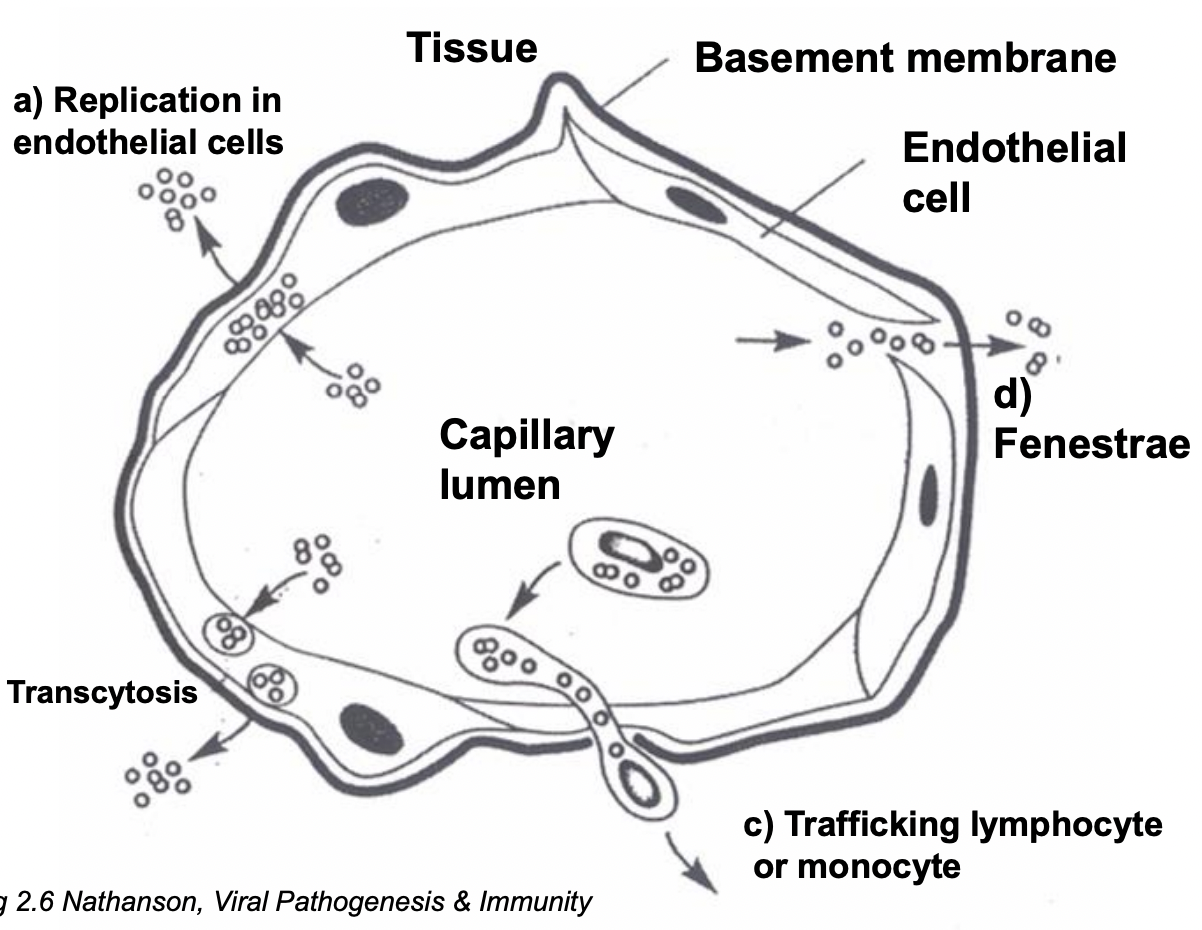 Tissue
Basement membrane
a) Replication in
endothelial cells
Endothelial
cell
d)
Fenestrae
Capillary
lumen
Transcytosis
c) Trafficking lymphocyte
or monocyte
g 2.6 Nathanson, Viral Pathogenesis & Immunity